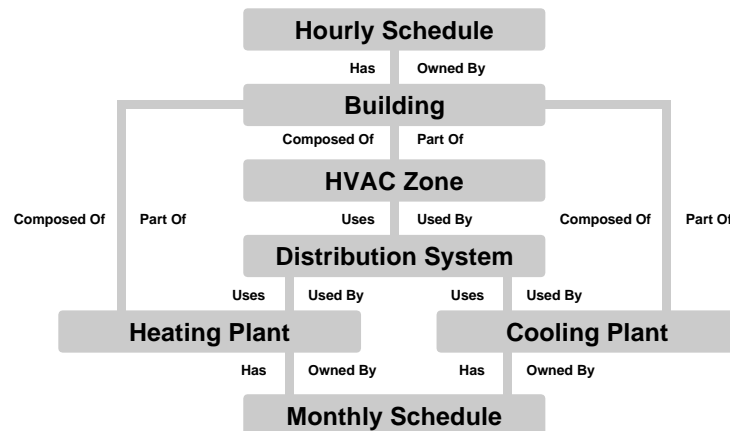 Hourly Schedule
Has Owned By
Building
Composed Of Part Of
HVAC Zone
Composed Of Part Of Uses Used By Composed Of Part Of
Distribution System
Uses Used By Uses Used By
Heating Plant Cooling Plant
Has Owned By Has Owned By
Monthly Schedule